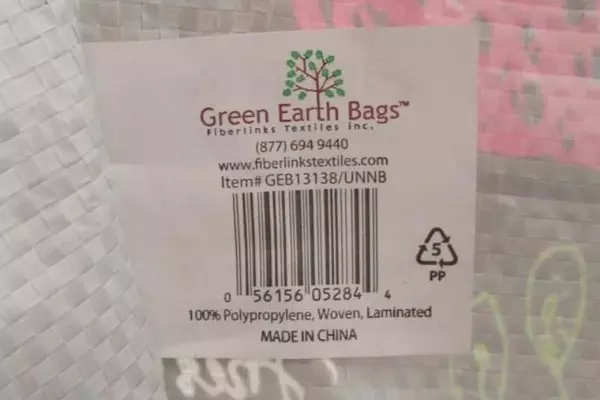 Green Earth Bags™
Fiberlinks Textiles Inc.
(877) 694 9440
www.fiberlinkstextiles.com
Item# GEB13138/UNNB
0 56156 05284 4
5
PP
100% Polypropylene, Woven, Laminated
MADE IN CHINA